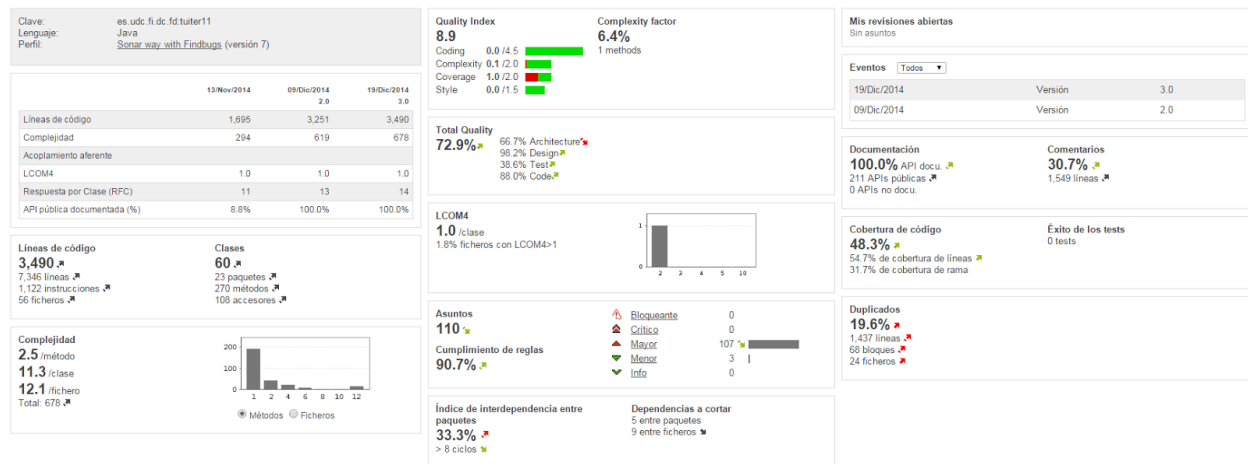 Clave: es.udc.fi.dc.fd:tuiter11
Lenguaje: Java
Perfil: Sonar way with Findbugs (versión 7)
13/Nov/2014 09/Dic/2014 19/Dic/2014
2.0 3.0
Líneas de código 1,695 3,251 3,490
Complejidad 294 619 678
Acoplamiento aferente
LCOM4 1.0 1.0 1.0
Respuesta por Clase (RFC) 11 13 14
API pública documentada (%) 8.8% 100.0% 100.0%
Líneas de código
3,490
7,346 líneas
1,122 instrucciones
56 ficheros
Clases
60
23 paquetes
270 métodos
108 accesores
Complejidad
2.5 /método
11.3 /clase
12.1 /fichero
Total: 678
200
100
0
1 2 4 6 8 10 12
Métodos Ficheros
Quality Index
8.9
Coding 0.0 /4.5
Complexity 0.1 /2.0
Coverage 1.0 /2.0
Style 0.0 /1.5
Complexity factor
6.4%
1 methods
Total Quality
72.9%
66.7% Architecture
98.2% Design
38.6% Test
88.0% Code
LCOM4
1.0 /clase
1.8% ficheros con LCOM4>1
1
0
2 3 4 5 10
Asuntos
110
Cumplimiento de reglas
90.7%
Bloqueante 0
Crítico 0
Mayor 107
Menor 3
Info 0
Índice de interdependencia entre
paquetes
33.3%
> 8 ciclos
Dependencias a cortar
5 entre paquetes
9 entre ficheros
Mis revisiones abiertas
Sin asuntos
Eventos Todos
19/Dic/2014 Versión 3.0
09/Dic/2014 Versión 2.0
Documentación
100.0% API docu.
211 APIs públicas
0 APIs no docu.
Comentarios
30.7%
1,549 líneas
Cobertura de código
48.3%
54.7% de cobertura de líneas
31.7% de cobertura de rama
Éxito de los tests
0 tests
Duplicados
19.6%
1,437 líneas
68 bloques
24 ficheros